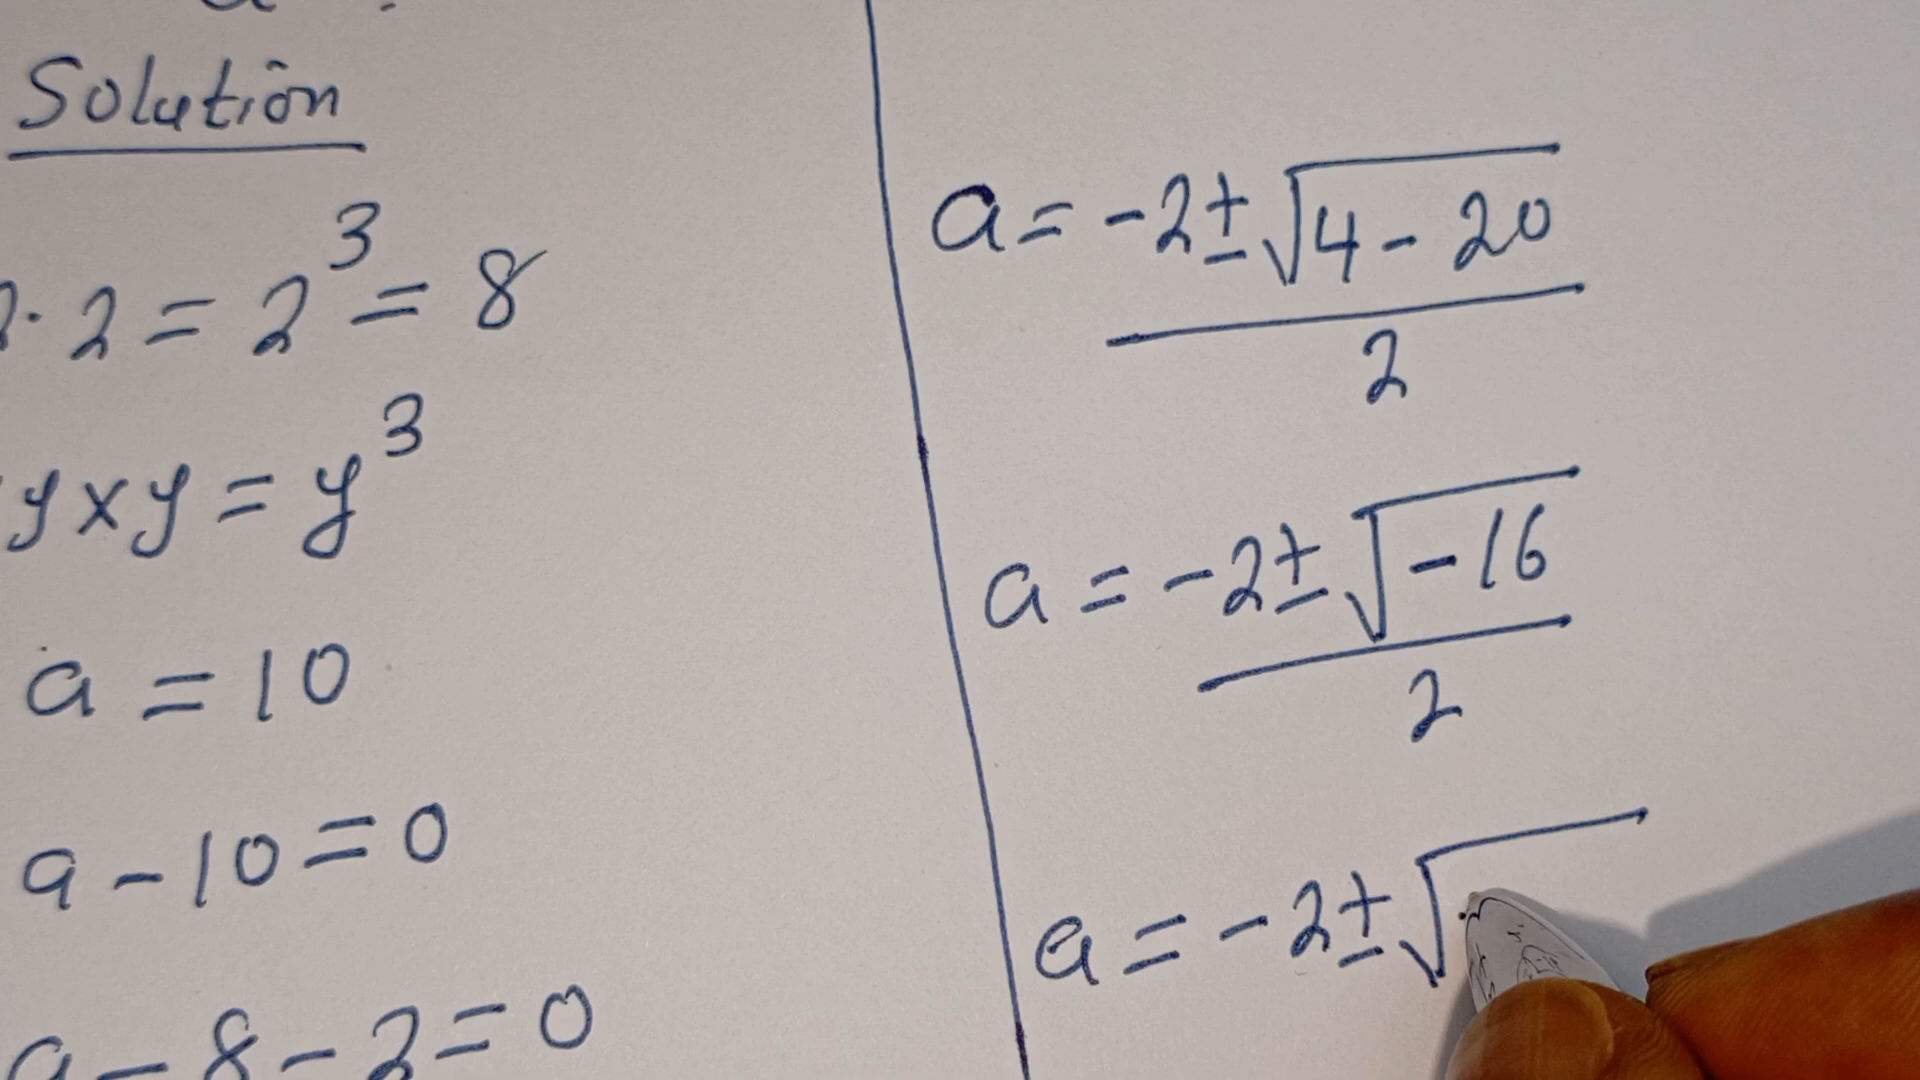 Solution
2 · 2 = 2³ = 8
y × y = y³
a = 10
a - 10 = 0
a - 8 - 2 = 0
a = -2 ± √(4 - 20) / 2
a = -2 ± √(-16) / 2
a = -2 ± √